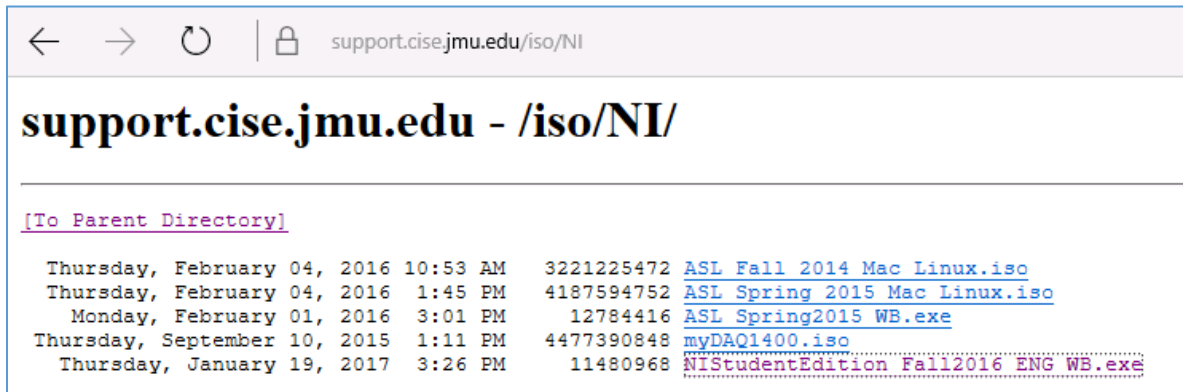 support.cise.jmu.edu/iso/NI
support.cise.jmu.edu - /iso/NI/
[To Parent Directory]
Thursday, February 04, 2016 10:53 AM 3221225472 ASL Fall 2014 Mac Linux.iso
Thursday, February 04, 2016 1:45 PM 4187594752 ASL Spring 2015 Mac Linux.iso
Monday, February 01, 2016 3:01 PM 12784416 ASL Spring2015 WB.exe
Thursday, September 10, 2015 1:11 PM 4477390848 myDAQ1400.iso
Thursday, January 19, 2017 3:26 PM 11480968 NIStudentEdition Fall2016 ENG WB.exe